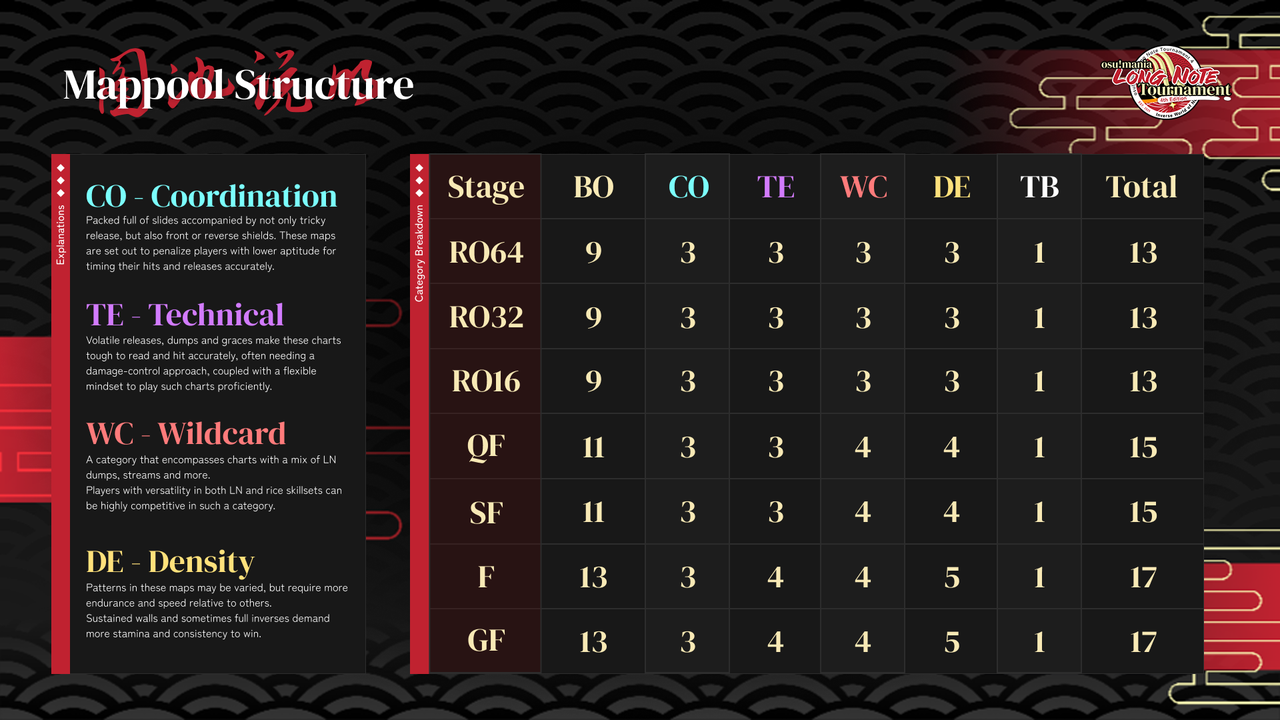 Mappool Structure
osu!mania
LONG NOTE
Tournament
4th Edition
Explanations
CO - Coordination
Packed full of slides accompanied by not only tricky
release, but also front or reverse shields. These maps
are set out to penalize players with lower aptitude for
timing their hits and releases accurately.
TE - Technical
Volatile releases, dumps and graces make these charts
tough to read and hit accurately, often needing a
damage-control approach, coupled with a flexible
mindset to play such charts proficiently.
WC - Wildcard
A category that encompasses charts with a mix of LN
dumps, streams and more.
Players with versatility in both LN and rice skillsets can
be highly competitive in such a category.
DE - Density
Patterns in these maps may be varied, but require more
endurance and speed relative to others.
Sustained walls and sometimes full inverses demand
more stamina and consistency to win.
Category Breakdown
Stage BO CO TE WC DE TB Total
RO64 9 3 3 3 3 1 13
RO32 9 3 3 3 3 1 13
RO16 9 3 3 3 3 1 13
QF 11 3 3 4 4 1 15
SF 11 3 3 4 4 1 15
F 13 3 4 4 5 1 17
GF 13 3 4 4 5 1 17